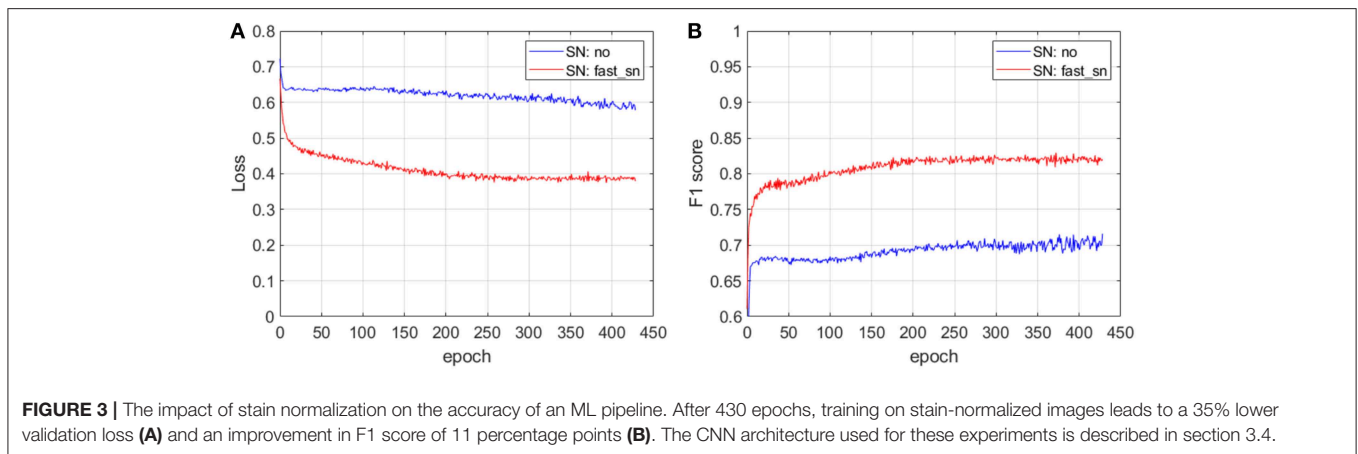 A
0.8
0.7
0.6
0.5
0.4
0.3
0.2
0.1
0
Loss
0 50 100 150 200 250 300 350 400 450
epoch
SN: no
SN: fast_sn
B
1
0.95
0.9
0.85
0.8
0.75
0.7
0.65
0.6
F1 score
0 50 100 150 200 250 300 350 400 450
epoch
SN: no
SN: fast_sn
FIGURE 3 | The impact of stain normalization on the accuracy of an ML pipeline. After 430 epochs, training on stain-normalized images leads to a 35% lower
validation loss (A) and an improvement in F1 score of 11 percentage points (B). The CNN architecture used for these experiments is described in section 3.4.